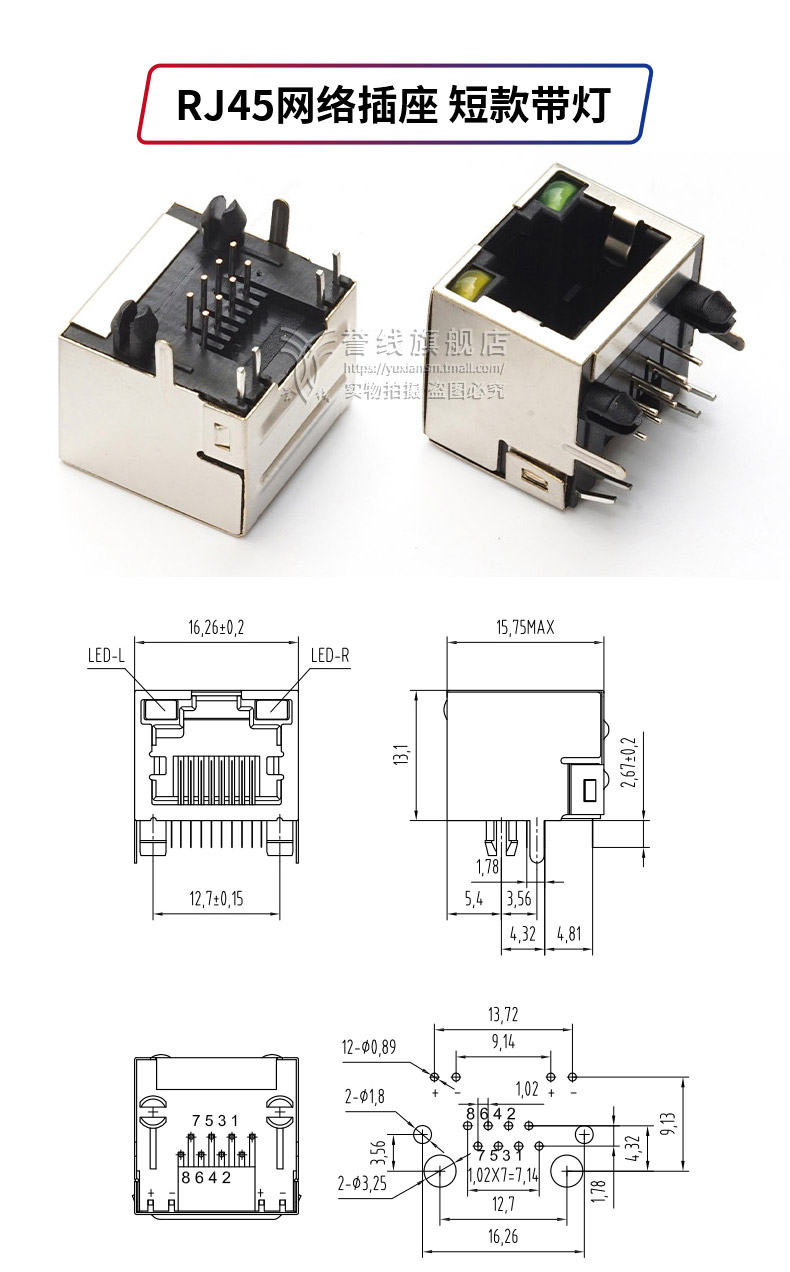 RJ45网络插座 短款带灯
誉线旗舰店
https://yuxiansm.tmall.com/
实物拍摄 盗图必究
16,26±0,2
LED-L
LED-R
12,7±0,15
15,75MAX
13,1
2,67±0,2
1,78
5,4
3,56
4,32
4,81
7 5 3 1
8 6 4 2
+ − + −
13,72
9,14
12-Ø0,89
+ − + −
1,02
2-Ø1,8
8 6 4 2
7 5 3 1
3,56
2-Ø3,25
1,02X7=7,14
1,78
4,32
9,13
12,7
16,26